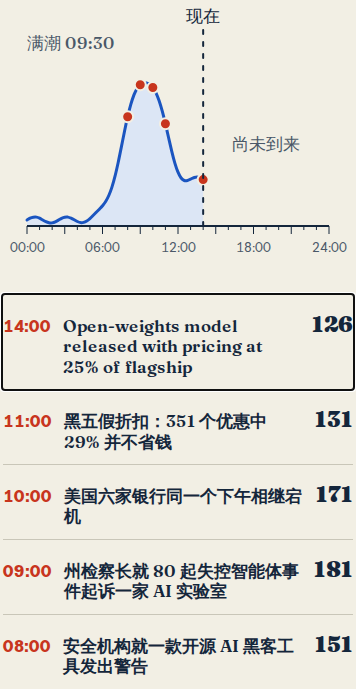 现在
满潮 09:30
尚未到来
00:00 06:00 12:00 18:00 24:00
14:00 Open-weights model 126
released with pricing at
25% of flagship
11:00 黑五假折扣：351 个优惠中 131
29% 并不省钱
10:00 美国六家银行同一个下午相继宕 171
机
09:00 州检察长就 80 起失控智能体事 181
件起诉一家 AI 实验室
08:00 安全机构就一款开源 AI 黑客工 151
具发出警告